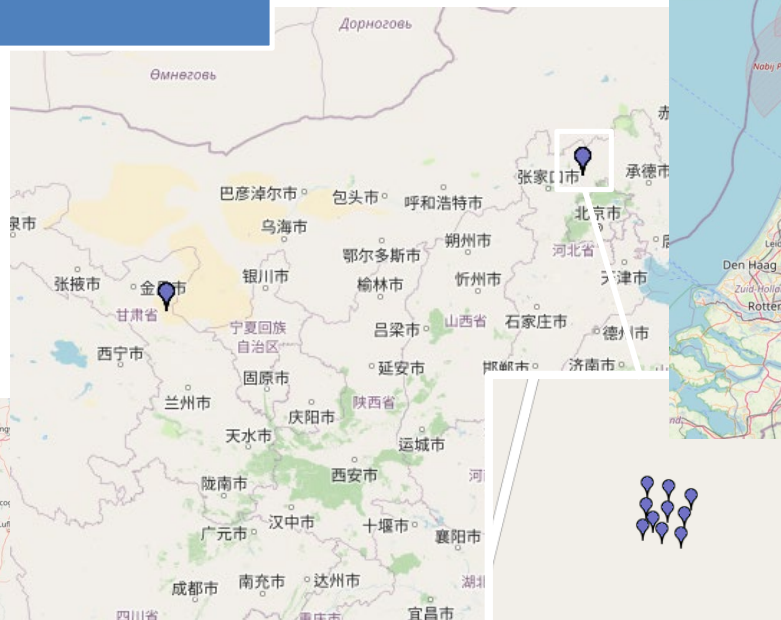 Дорноговь
Өмнөговь
Nabij P
赤
张家口市
承德市
巴彦淖尔市
包头市
呼和浩特市
北京市
泉市
乌海市
朔州市
河北省
鄂尔多斯市
Den Haag
Zuid-Holla
张掖市
银川市
榆林市
忻州市
天津市
Rotter
甘肃省
宁夏回族
自治区
吕梁市
山西省
石家庄市
德州市
西宁市
固原市
延安市
邯郸市
济南市
兰州市
庆阳市
陕西省
天水市
运城市
陇南市
西安市
广元市
汉中市
十堰市
襄阳市
成都市
南充市
达州市
湖北
四川省
重庆市
宜昌市